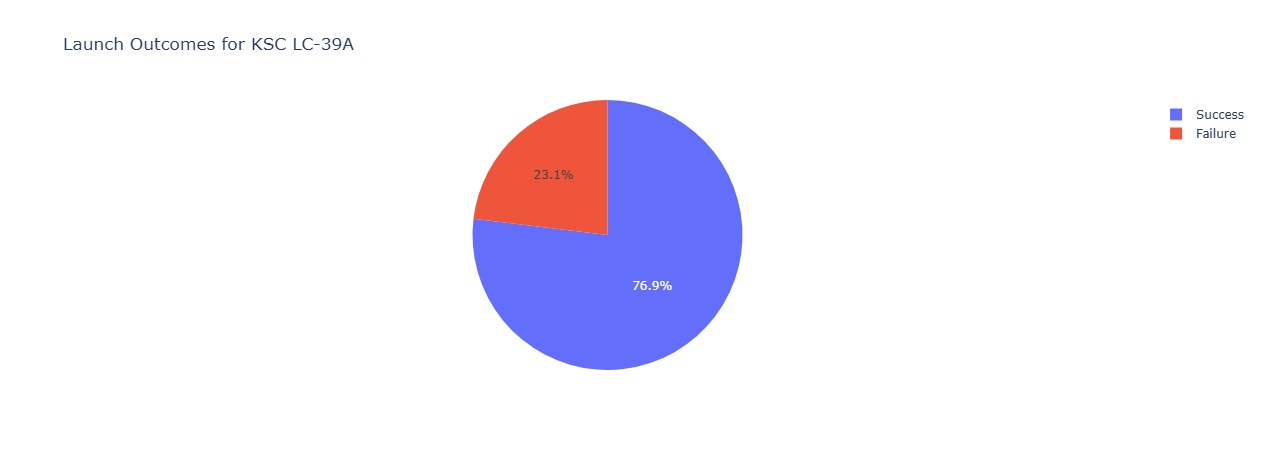 Launch Outcomes for KSC LC-39A
Success
Failure
23.1%
76.9%